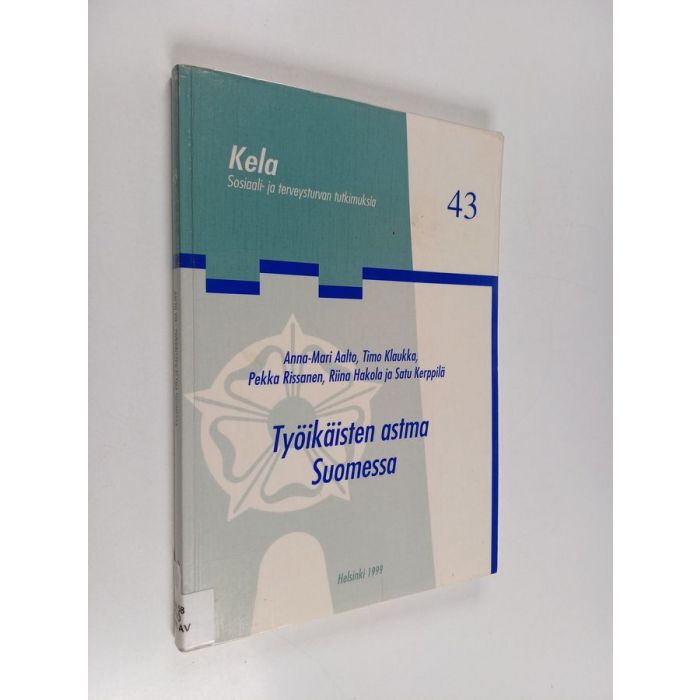 Kela
Sosiaali- ja terveysturvan tutkimuksia
43
Anna-Mari Aalto, Timo Klaukka,
Pekka Rissanen, Riina Hakola ja Satu Kerppilä
Työikäisten astma
Suomessa
Helsinki 1999
AV